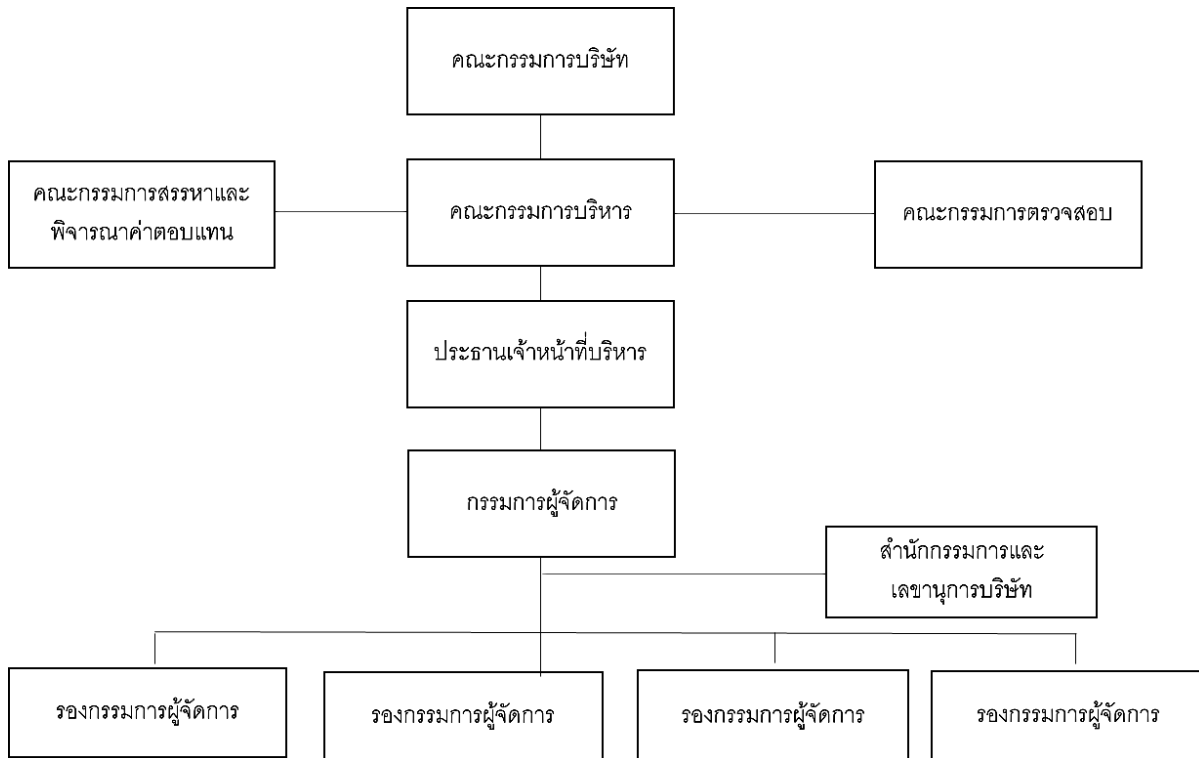 คณะกรรมการบริษัท
คณะกรรมการสรรหาและ
พิจารณาค่าตอบแทน
คณะกรรมการบริหาร
คณะกรรมการตรวจสอบ
ประธานเจ้าหน้าที่บริหาร
กรรมการผู้จัดการ
สำนักกรรมการและ
เลขานุการบริษัท
รองกรรมการผู้จัดการ
รองกรรมการผู้จัดการ
รองกรรมการผู้จัดการ
รองกรรมการผู้จัดการ